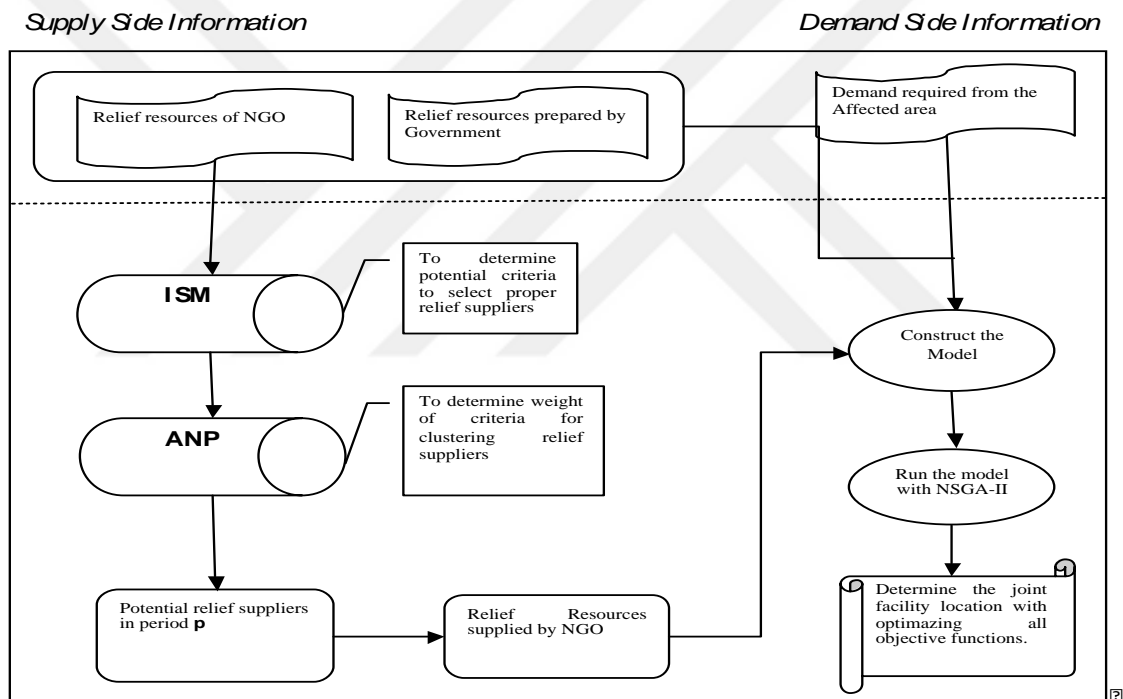 Supply Side Information
Demand Side Information
Relief resources of NGO
Relief resources prepared by
Government
Demand required from the
Affected area
ISM
To determine
potential criteria
to select proper
relief suppliers
ANP
To determine weight
of criteria for
clustering relief
suppliers
Construct the
Model
Run the model
with NSGA-II
Potential relief suppliers
in period p
Relief Resources
supplied by NGO
Determine the joint
facility location with
optimazing all
objective functions.